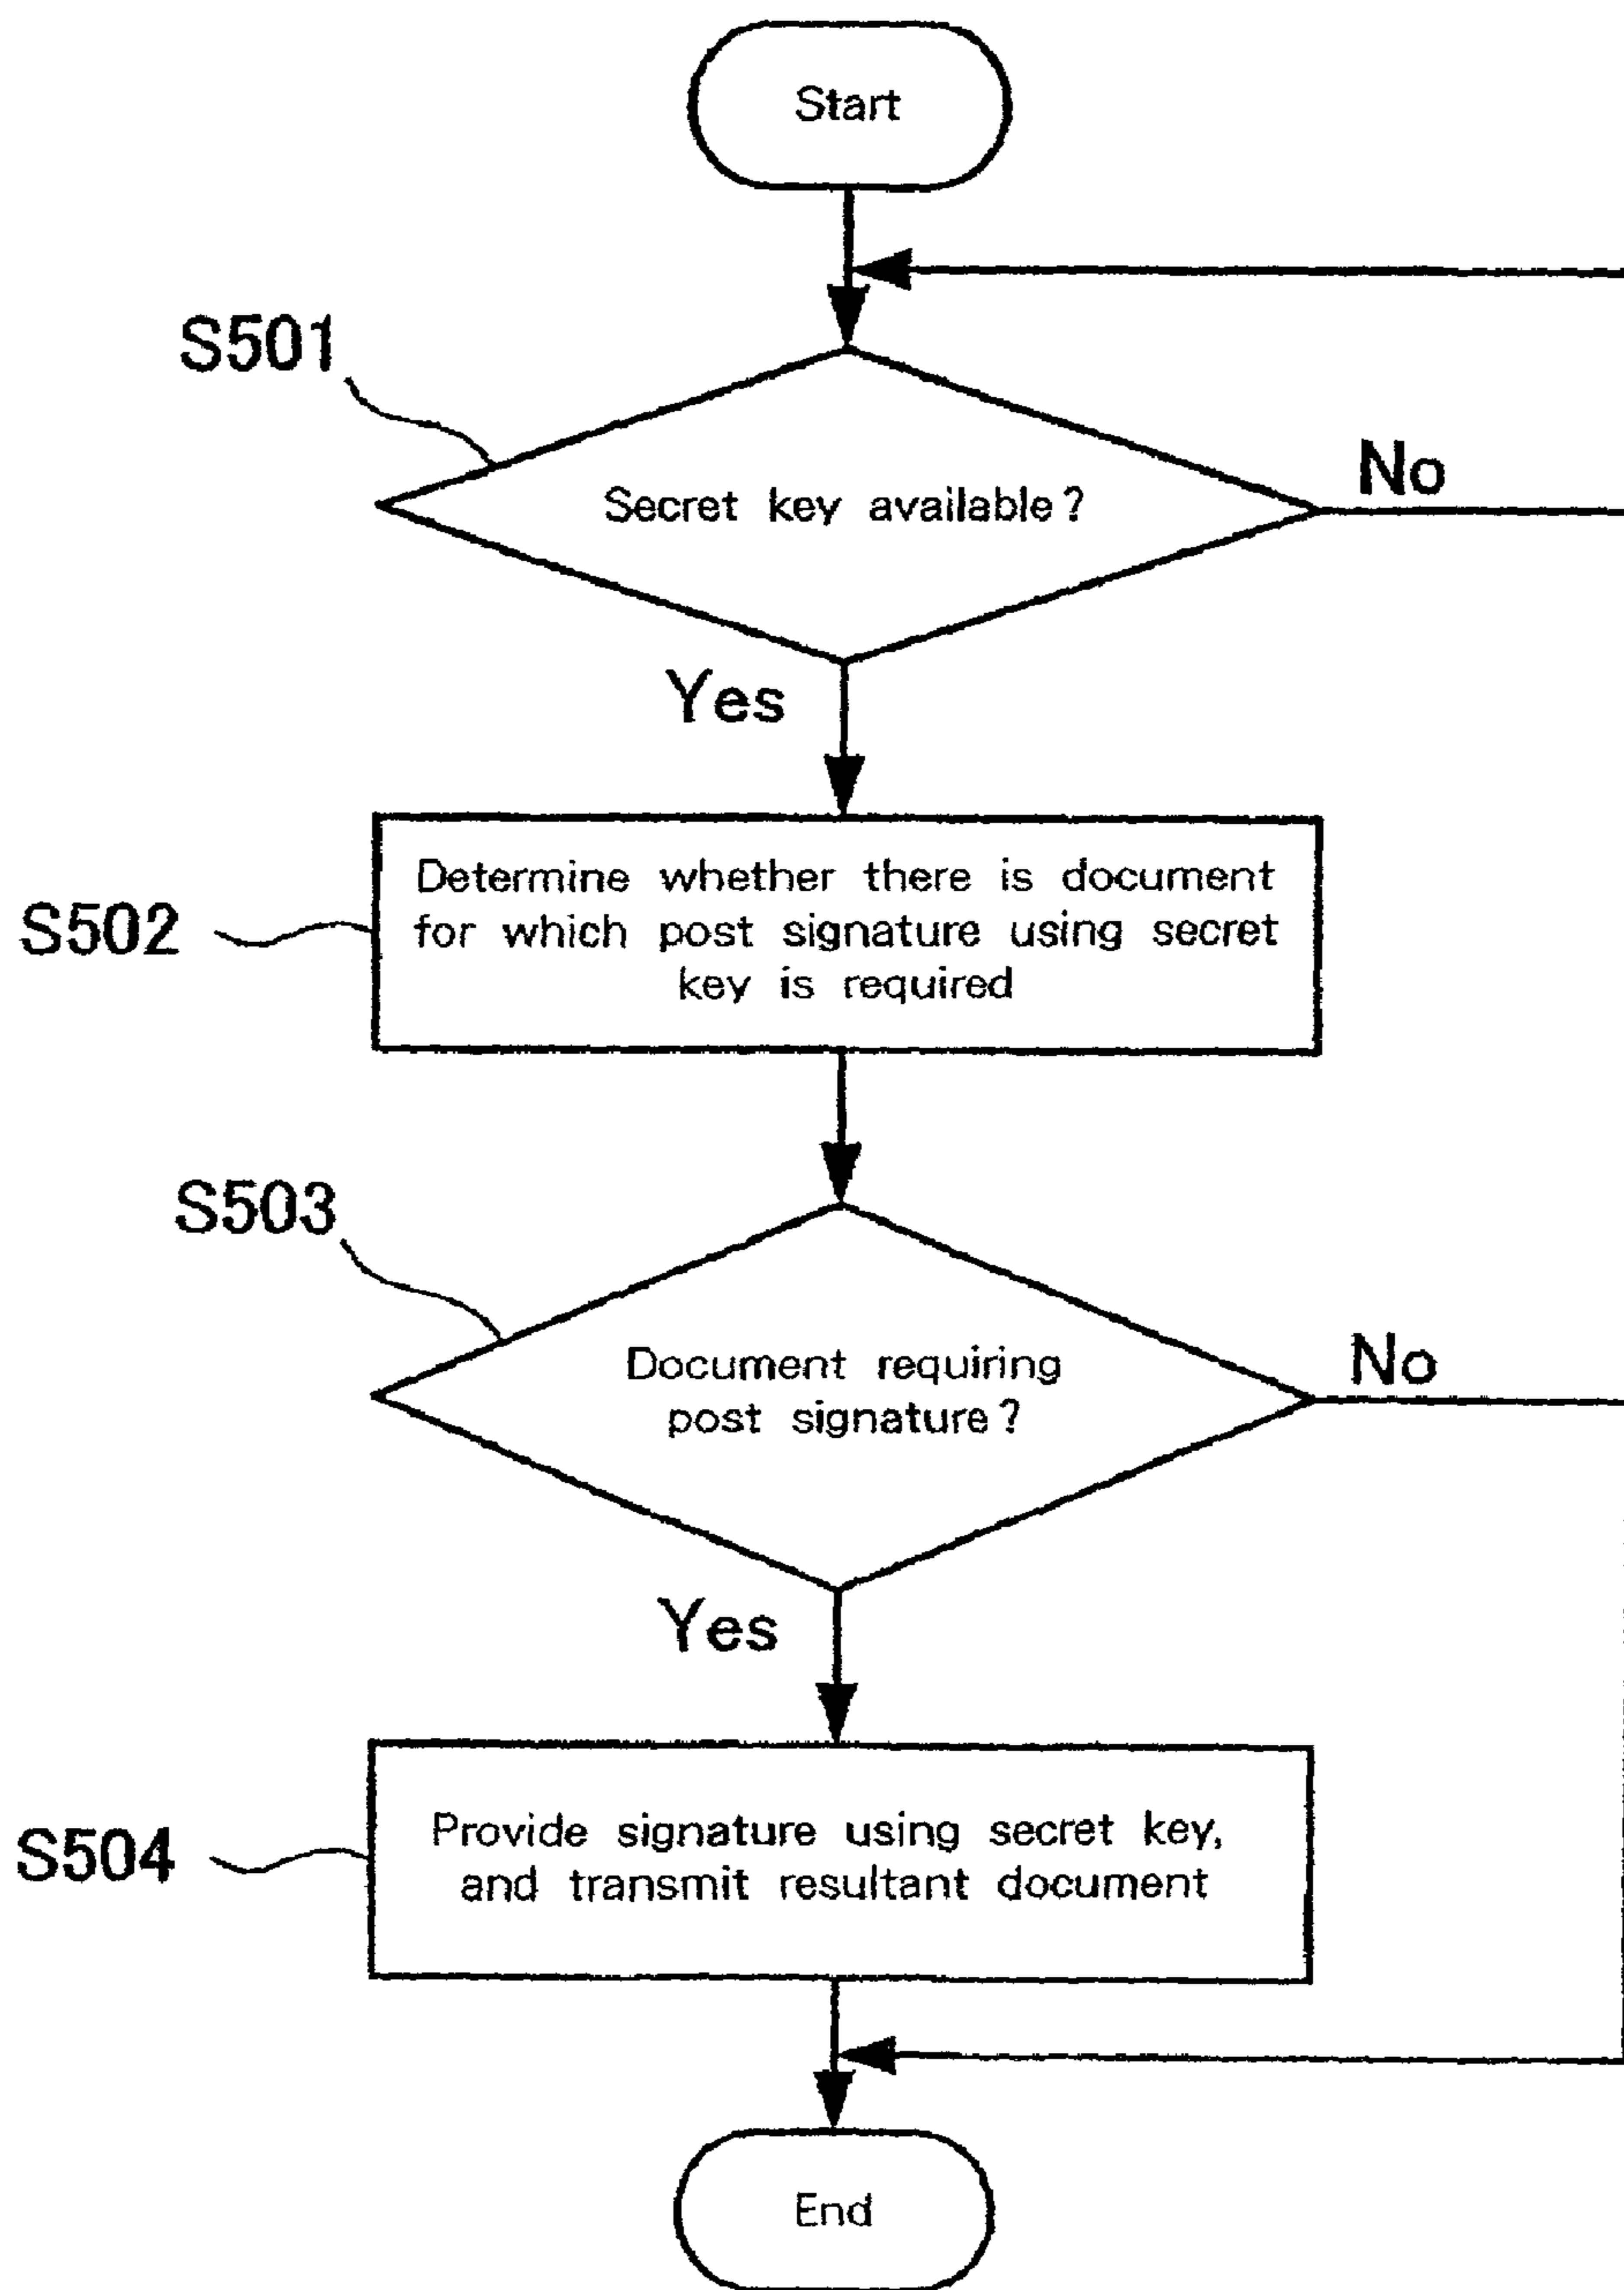 Start
S501
Secret key available?
No
Yes
S502
Determine whether there is document
for which post signature using secret
key is required
S503
Document requiring
post signature?
No
Yes
S504
Provide signature using secret key,
and transmit resultant document
End